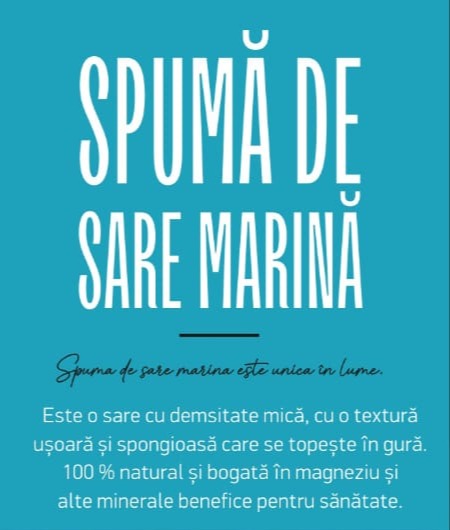 SPUMĂ DE
SARE MARINĂ
Spuma de sare marina este unica în lume.
Este o sare cu demsitate mică, cu o textură
ușoară și spongioasă care se topește în gură.
100 % natural și bogată în magneziu și
alte minerale benefice pentru sănătate.